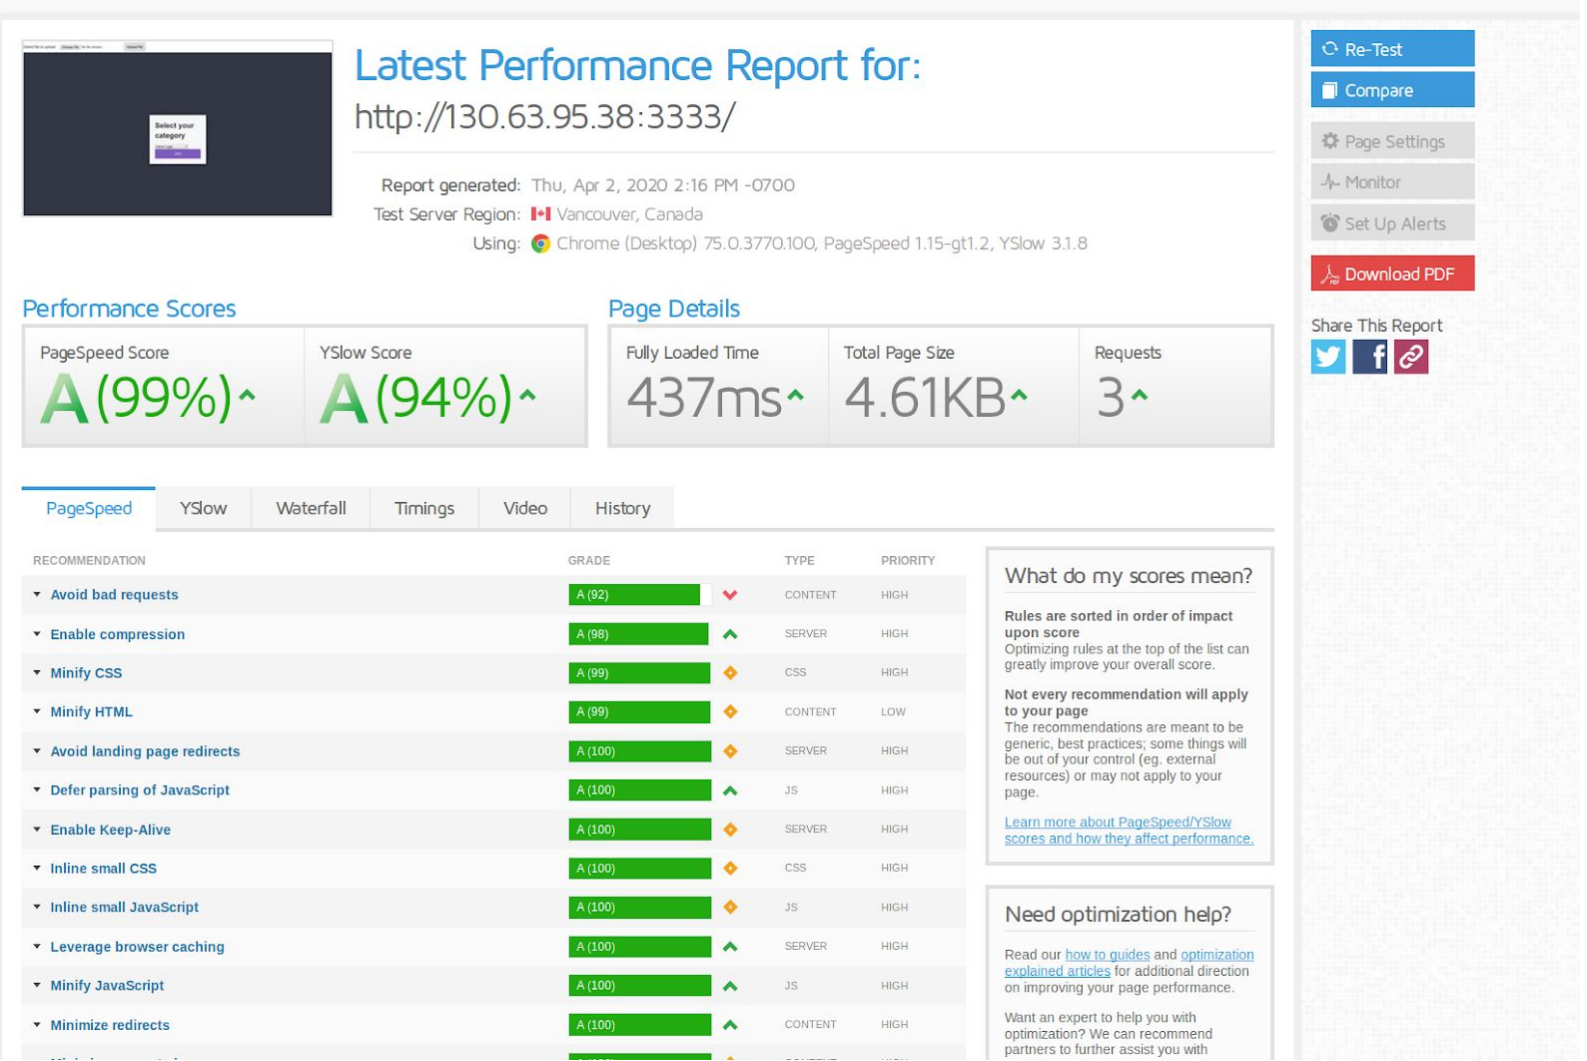 Select your
category
Latest Performance Report for:
http://130.63.95.38:3333/
Report generated: Thu, Apr 2, 2020 2:16 PM -0700
Test Server Region: Vancouver, Canada
Using: Chrome (Desktop) 75.0.3770.100, PageSpeed 1.15-gt1.2, YSlow 3.1.8
Re-Test
Compare
Page Settings
Monitor
Set Up Alerts
Download PDF
Share This Report
Performance Scores
PageSpeed Score
A (99%)
YSlow Score
A (94%)
Page Details
Fully Loaded Time
437ms
Total Page Size
4.61KB
Requests
3
PageSpeed YSlow Waterfall Timings Video History
RECOMMENDATION GRADE TYPE PRIORITY
Avoid bad requests A (92) CONTENT HIGH
Enable compression A (98) SERVER HIGH
Minify CSS A (99) CSS HIGH
Minify HTML A (99) CONTENT LOW
Avoid landing page redirects A (100) SERVER HIGH
Defer parsing of JavaScript A (100) JS HIGH
Enable Keep-Alive A (100) SERVER HIGH
Inline small CSS A (100) CSS HIGH
Inline small JavaScript A (100) JS HIGH
Leverage browser caching A (100) SERVER HIGH
Minify JavaScript A (100) JS HIGH
Minimize redirects A (100) CONTENT HIGH
What do my scores mean?
Rules are sorted in order of impact
upon score
Optimizing rules at the top of the list can
greatly improve your overall score.
Not every recommendation will apply
to your page
The recommendations are meant to be
generic, best practices; some things will
be out of your control (eg. external
resources) or may not apply to your
page.
Learn more about PageSpeed/YSlow
scores and how they affect performance.
Need optimization help?
Read our how to guides and optimization
explained articles for additional direction
on improving your page performance.
Want an expert to help you with
optimization? We can recommend
partners to further assist you with